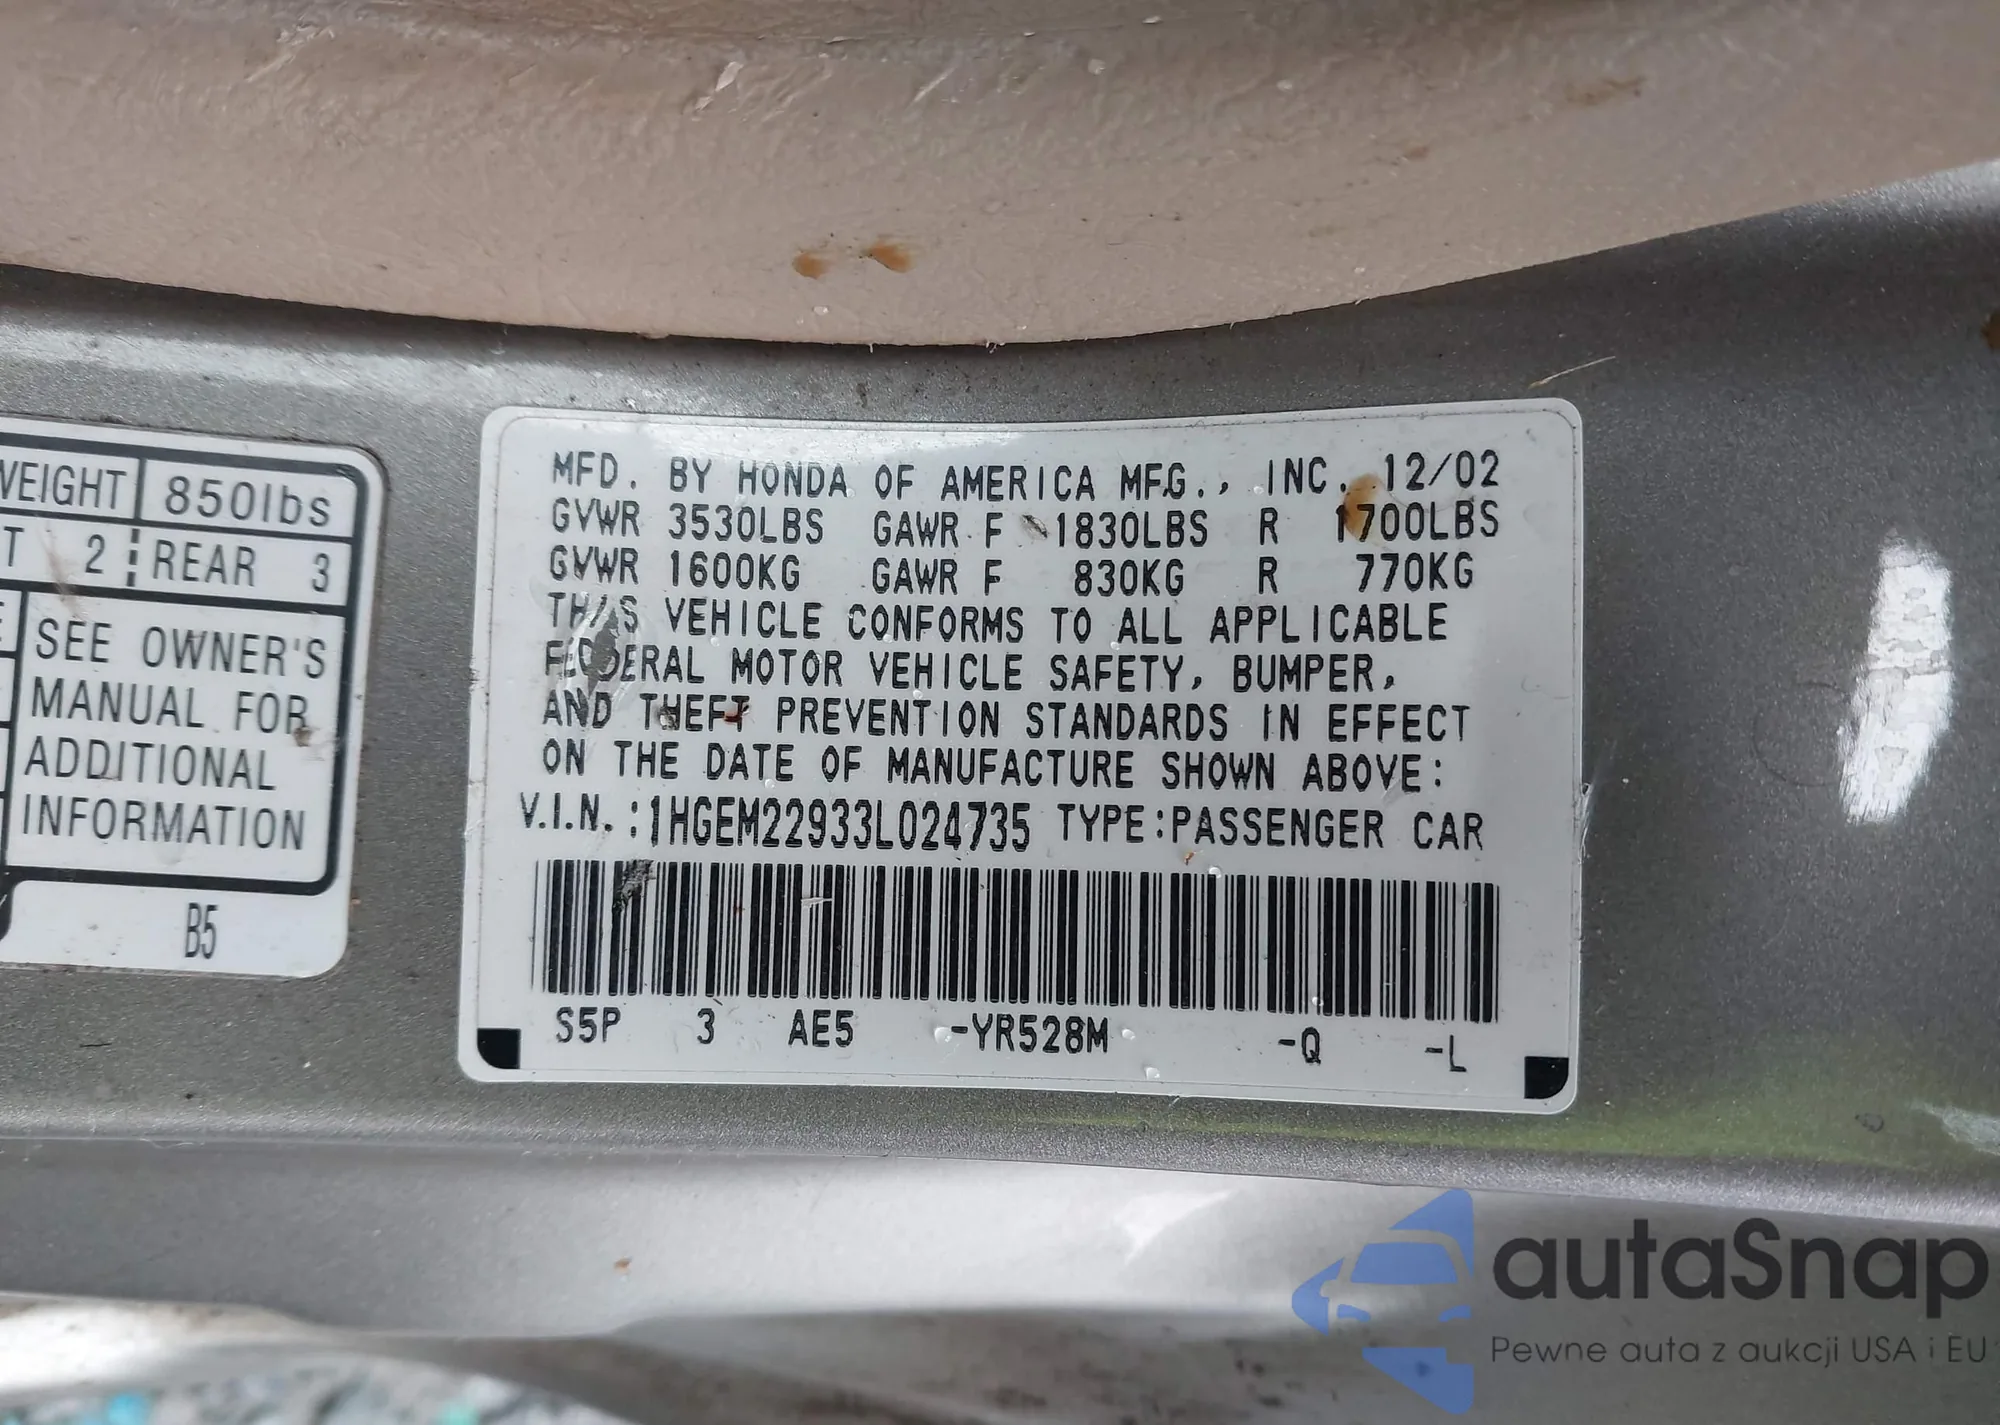 WEIGHT 850lbs
T 2 REAR 3
E SEE OWNER'S
MANUAL FOR
ADDITIONAL
INFORMATION
B5
MFD. BY HONDA OF AMERICA MFG., INC. 12/02
GVWR 3530LBS GAWR F 1830LBS R 1700LBS
GVWR 1600KG GAWR F 830KG R 770KG
THIS VEHICLE CONFORMS TO ALL APPLICABLE
FEDERAL MOTOR VEHICLE SAFETY, BUMPER,
AND THEFT PREVENTION STANDARDS IN EFFECT
ON THE DATE OF MANUFACTURE SHOWN ABOVE:
V.I.N.:1HGEM22933L024735 TYPE:PASSENGER CAR
S5P 3 AE5 -YR528M -Q -L
autaSnap
Pewne auta z aukcji USA i EU